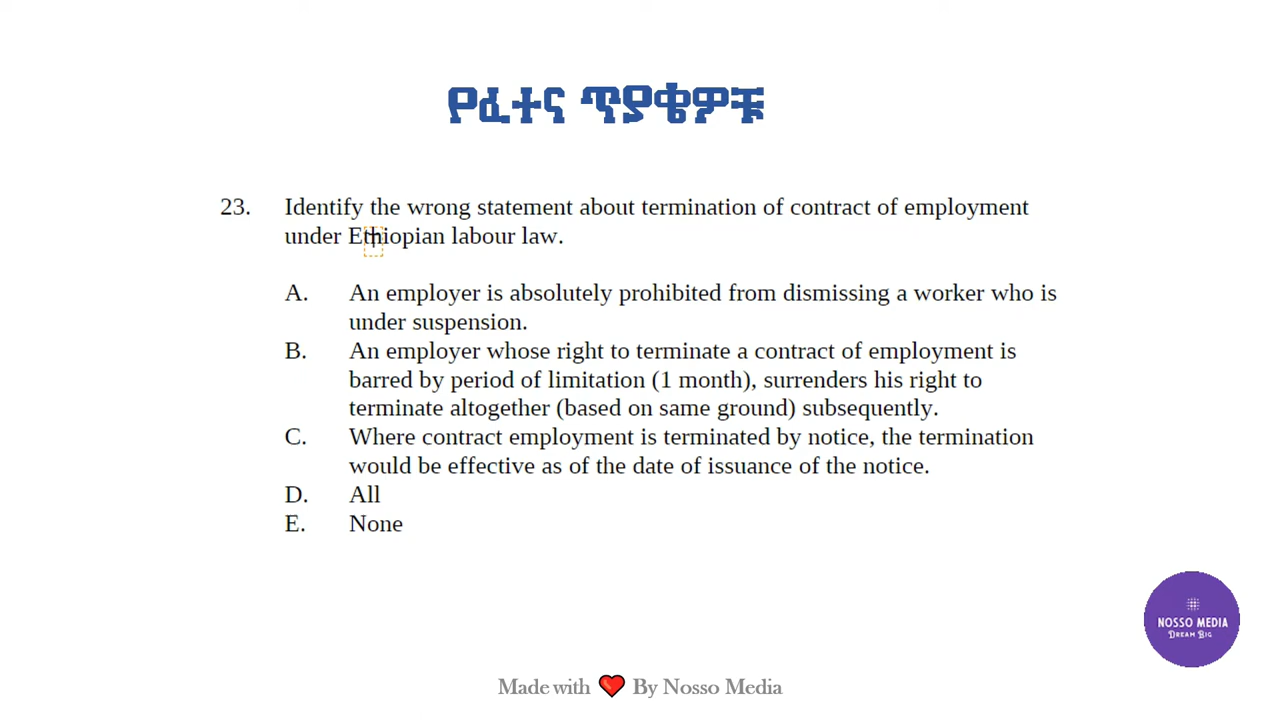 የፈተና ጥያቄዎቹ
23. Identify the wrong statement about termination of contract of employment
under Ethiopian labour law.
A. An employer is absolutely prohibited from dismissing a worker who is
under suspension.
B. An employer whose right to terminate a contract of employment is
barred by period of limitation (1 month), surrenders his right to
terminate altogether (based on same ground) subsequently.
C. Where contract employment is terminated by notice, the termination
would be effective as of the date of issuance of the notice.
D. All
E. None
NOSSO MEDIA
DREAM BIG
Made with ❤ By Nosso Media